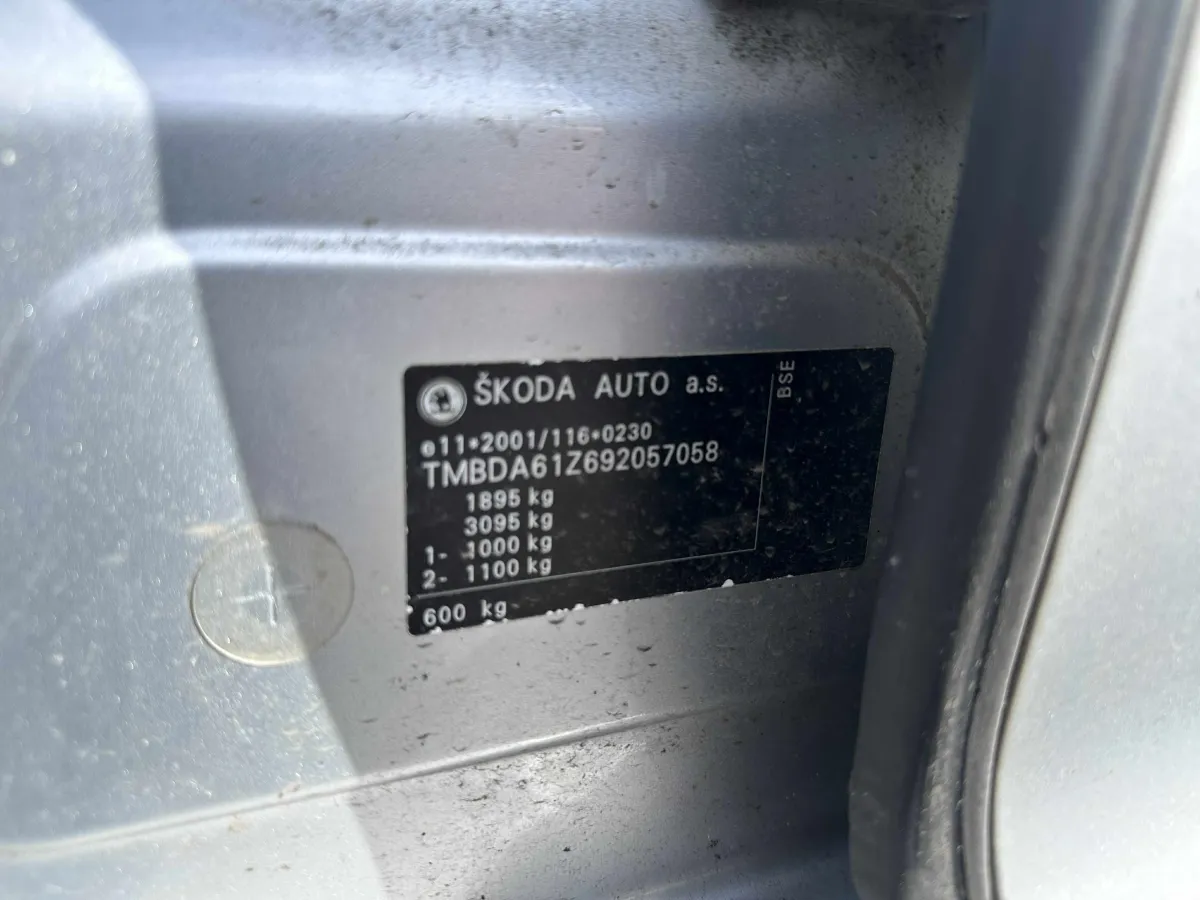 ŠKODA AUTO a.s.
BSE
e11*2001/116*0230
TMBDA61Z692057058
1895 kg
3095 kg
1- 1000 kg
2- 1100 kg
600 kg